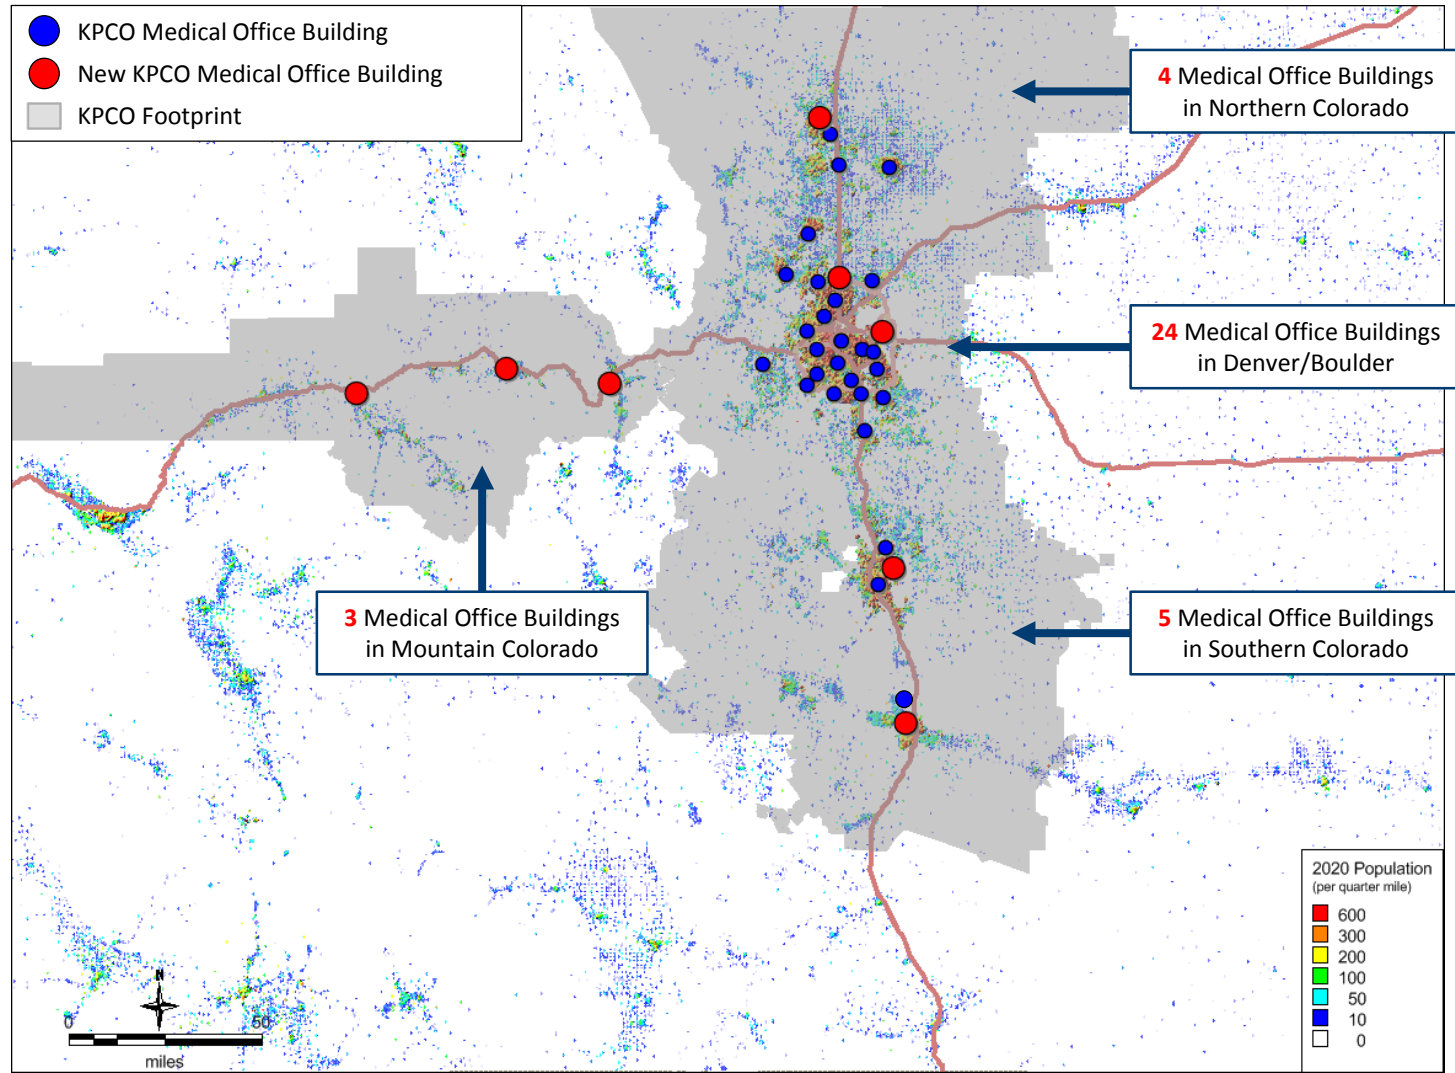 KPCO Medical Office Building
New KPCO Medical Office Building
KPCO Footprint
4 Medical Office Buildings
in Northern Colorado
24 Medical Office Buildings
in Denver/Boulder
3 Medical Office Buildings
in Mountain Colorado
5 Medical Office Buildings
in Southern Colorado
2020 Population
(per quarter mile)
600
300
200
100
50
10
0
N
0 50
miles